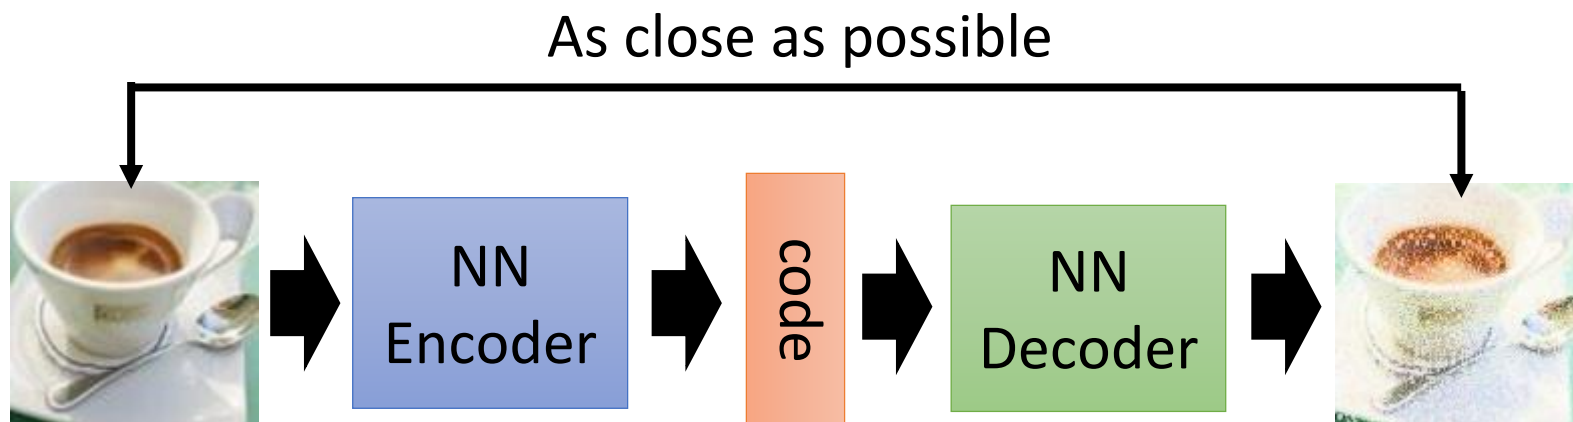 As close as possible
NN
Encoder
code
NN
Decoder